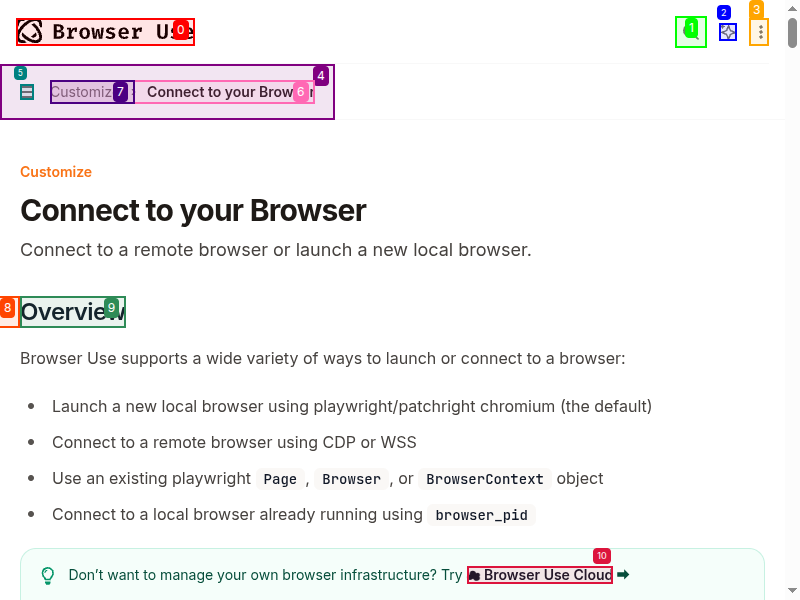 Browser Use
0
1
2
3
4
5
Customiz
7
Connect to your Brow
6
Customize
Connect to your Browser
Connect to a remote browser or launch a new local browser.
8
Overview
9
Browser Use supports a wide variety of ways to launch or connect to a browser:
• Launch a new local browser using playwright/patchright chromium (the default)
• Connect to a remote browser using CDP or WSS
• Use an existing playwright Page , Browser , or BrowserContext object
• Connect to a local browser already running using browser_pid
10
Don’t want to manage your own browser infrastructure? Try Browser Use Cloud ➡